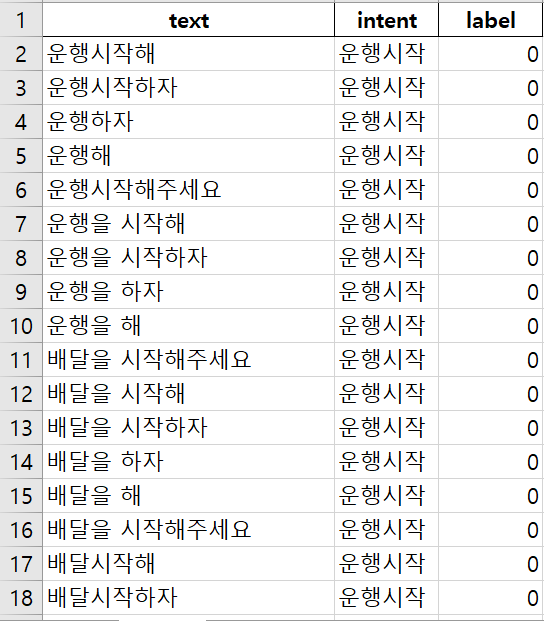 1 text intent label
2 운행시작해 운행시작 0
3 운행시작하자 운행시작 0
4 운행하자 운행시작 0
5 운행해 운행시작 0
6 운행시작해주세요 운행시작 0
7 운행을 시작해 운행시작 0
8 운행을 시작하자 운행시작 0
9 운행을 하자 운행시작 0
10 운행을 해 운행시작 0
11 배달을 시작해주세요 운행시작 0
12 배달을 시작해 운행시작 0
13 배달을 시작하자 운행시작 0
14 배달을 하자 운행시작 0
15 배달을 해 운행시작 0
16 배달을 시작해주세요 운행시작 0
17 배달시작해 운행시작 0
18 배달시작하자 운행시작 0